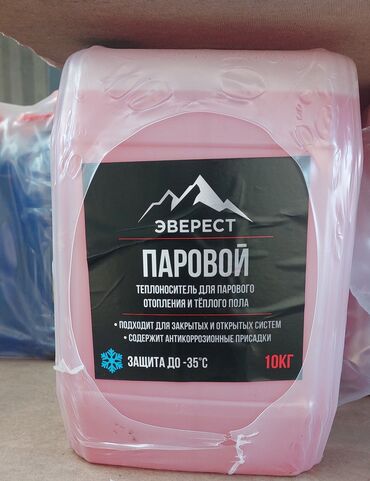 ЭВЕРЕСТ
ПАРОВОЙ
ТЕПЛОНОСИТЕЛЬ ДЛЯ ПАРОВОГО
ОТОПЛЕНИЯ И ТЁПЛОГО ПОЛА
• ПОДХОДИТ ДЛЯ ЗАКРЫТЫХ И ОТКРЫТЫХ СИСТЕМ
• СОДЕРЖИТ АНТИКОРРОЗИОННЫЕ ПРИСАДКИ
ЗАЩИТА ДО -35°С 10КГ